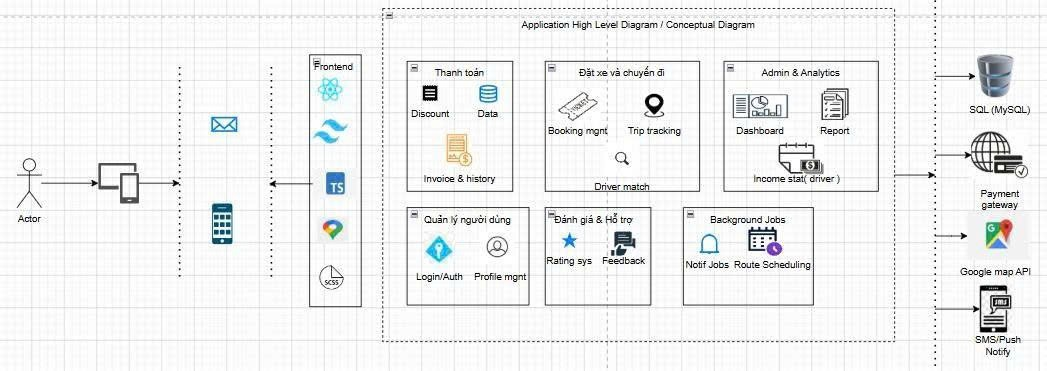 Application High Level Diagram / Conceptual Diagram
Frontend
Thanh toán
Đặt xe và chuyến đi
Admin & Analytics
Discount
Data
TICKET
Booking mgnt
Trip tracking
Dashboard
Report
SQL (MySQL)
Invoice & history
Driver match
Income stat( driver )
TS
Actor
Payment
gateway
Quản lý người dùng
Đánh giá & Hỗ trợ
Background Jobs
Login/Auth
Profile mgnt
Rating sys
Feedback
Notif Jobs
Route Scheduling
G
Google map API
SCSS
SMS
SMS/Push
Notify